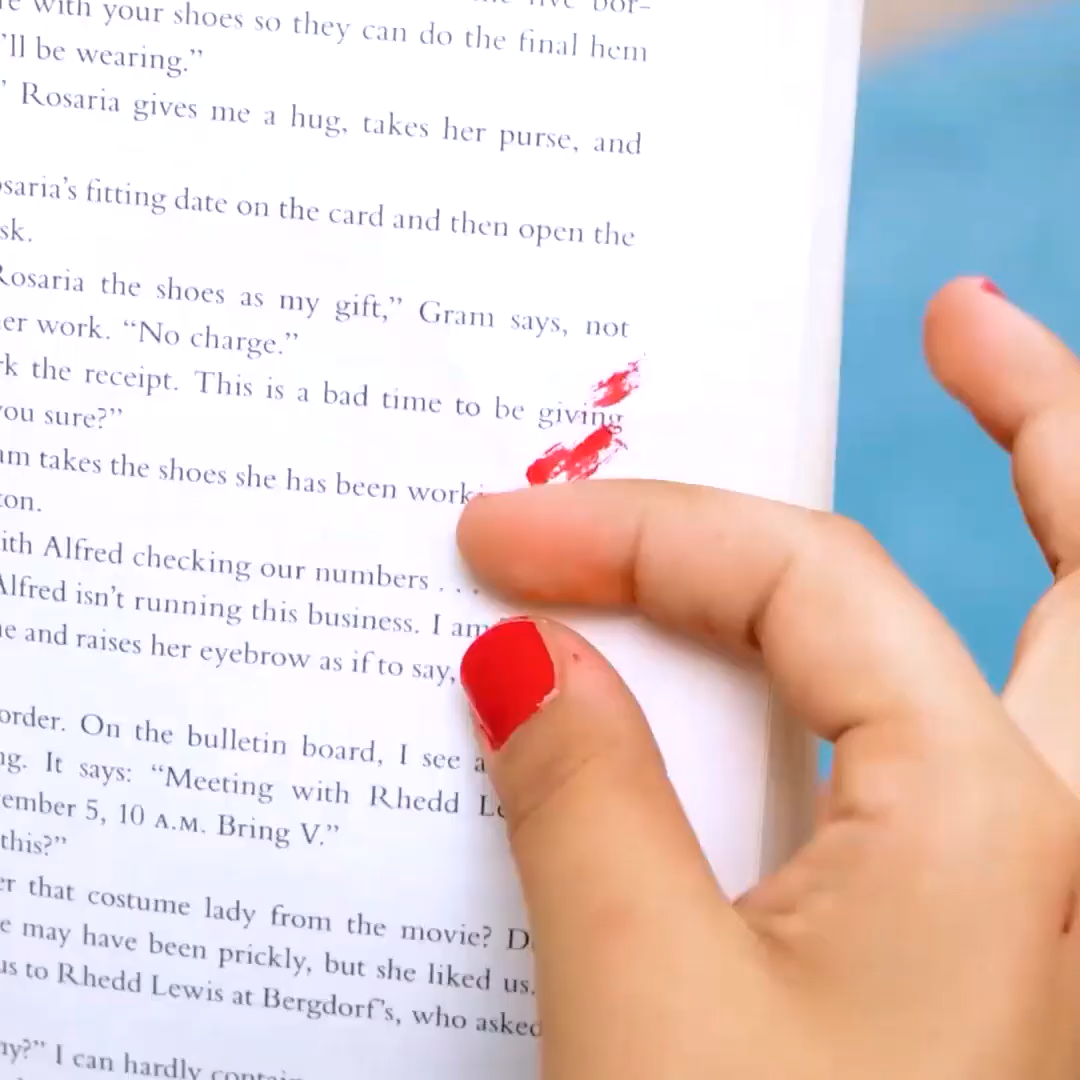 with your shoes so they can do the final hem
'll be wearing."
" Rosaria gives me a hug, takes her purse, and
osaria's fitting date on the card and then open the
sk.
Rosaria the shoes as my gift," Gram says, not
er work. "No charge."
rk the receipt. This is a bad time to be giving
you sure?"
am takes the shoes she has been work
ton.
ith Alfred checking our numbers . . .
Alfred isn't running this business. I am
e and raises her eyebrow as if to say,
order. On the bulletin board, I see a
ng. It says: "Meeting with Rhedd Le
ember 5, 10 A.M. Bring V."
this?"
er that costume lady from the movie? D
e may have been prickly, but she liked us.
us to Rhedd Lewis at Bergdorf's, who asked
ny?" I can hardly contain